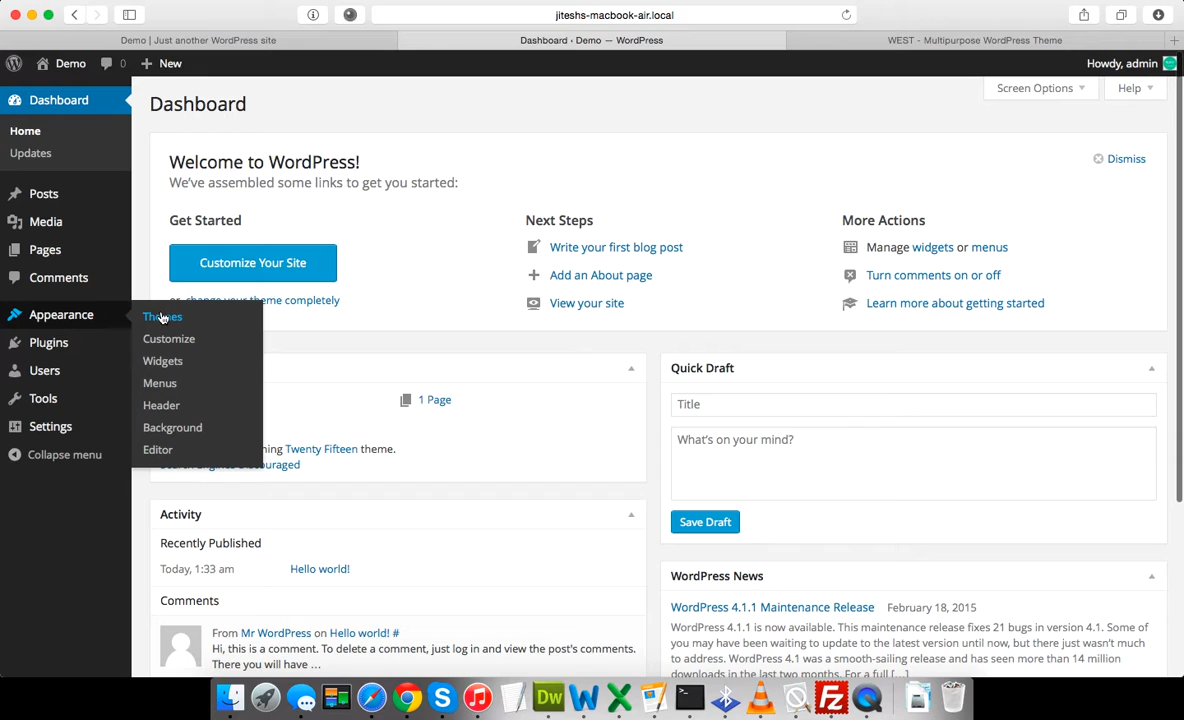 jiteshs-macbook-air.local
Demo | Just another WordPress site
Dashboard ‹ Demo — WordPress
WEST - Multipurpose WordPress Theme
Demo
0
New
Howdy, admin
Dashboard
Home
Updates
Posts
Media
Pages
Comments
Appearance
Plugins
Users
Tools
Settings
Collapse menu
Themes
Customize
Widgets
Menus
Header
Background
Editor
Dashboard
Screen Options
Help
Welcome to WordPress!
We've assembled some links to get you started:
Dismiss
Get Started
Customize Your Site
or, change your theme completely
Next Steps
Write your first blog post
Add an About page
View your site
More Actions
Manage widgets or menus
Turn comments on or off
Learn more about getting started
1 Page
Twenty Fifteen theme.
Activity
Recently Published
Today, 1:33 am
Hello world!
Comments
From Mr WordPress on Hello world! #
Hi, this is a comment. To delete a comment, just log in and view the post's comments.
There you will have …
Quick Draft
Title
What's on your mind?
Save Draft
WordPress News
WordPress 4.1.1 Maintenance Release February 18, 2015
WordPress 4.1.1 is now available. This maintenance release fixes 21 bugs in version 4.1. Some of
you may have been waiting to update to the latest version until now, but there just wasn't much
to address. WordPress 4.1 was a smooth-sailing release and has seen more than 14 million
downloads in the last two months. For a full […]
Dw